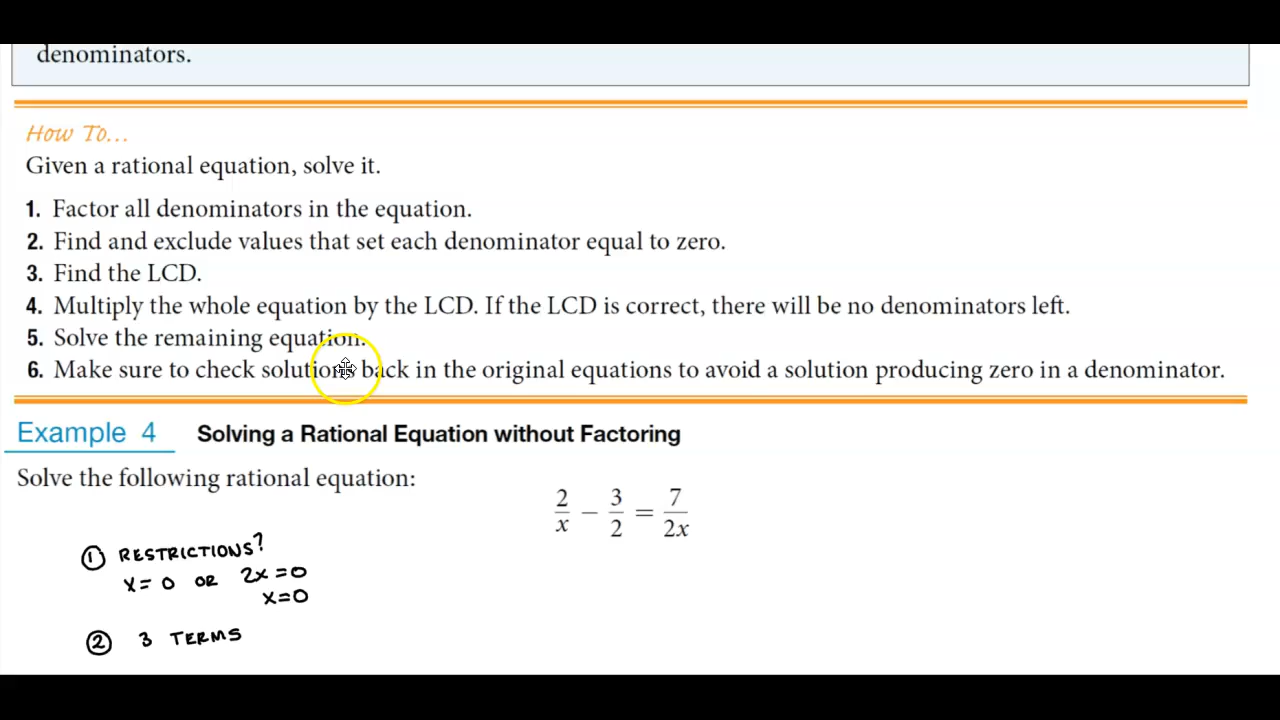 denominators.
How To...
Given a rational equation, solve it.
1. Factor all denominators in the equation.
2. Find and exclude values that set each denominator equal to zero.
3. Find the LCD.
4. Multiply the whole equation by the LCD. If the LCD is correct, there will be no denominators left.
5. Solve the remaining equation.
6. Make sure to check solutions back in the original equations to avoid a solution producing zero in a denominator.
Example 4 Solving a Rational Equation without Factoring
Solve the following rational equation:
2/x − 3/2 = 7/2x
① RESTRICTIONS?
x = 0 OR 2x = 0
x = 0
② 3 TERMS